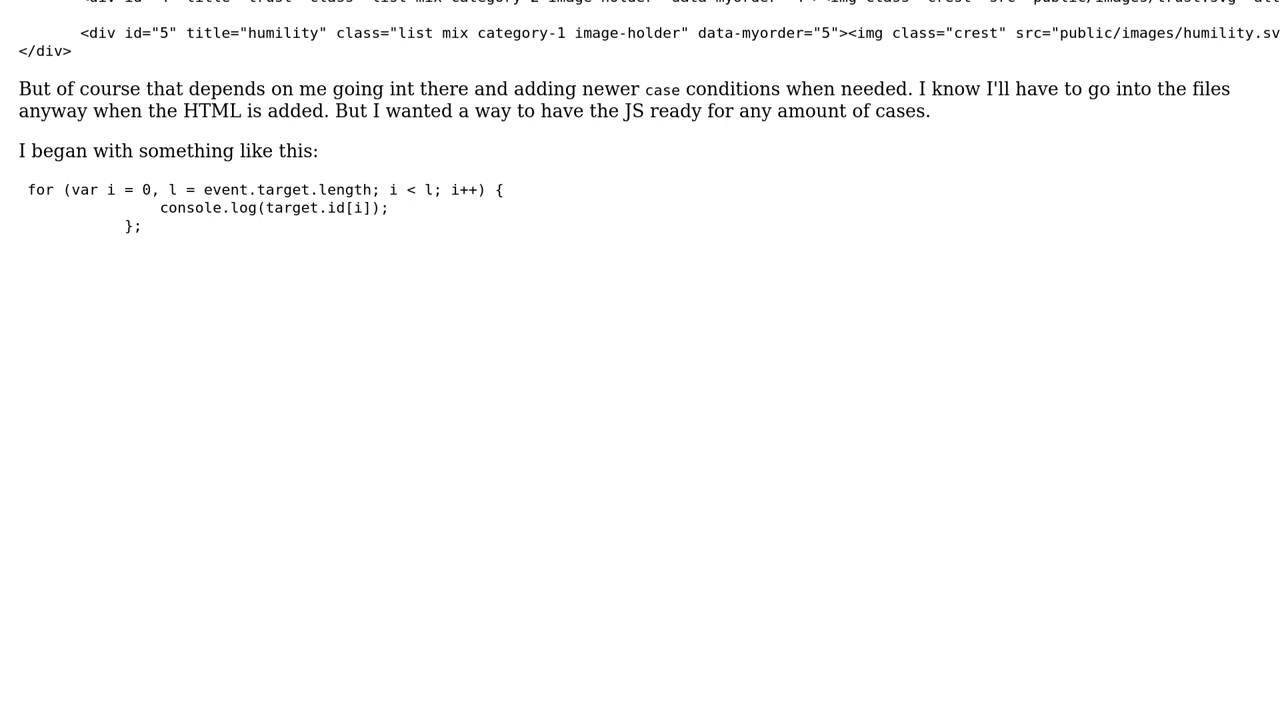 <div id="5" title="humility" class="list mix category-1 image-holder" data-myorder="5"><img class="crest" src="public/images/humility.sv
</div>
But of course that depends on me going int there and adding newer case conditions when needed. I know I'll have to go into the files
anyway when the HTML is added. But I wanted a way to have the JS ready for any amount of cases.
I began with something like this:
for (var i = 0, l = event.target.length; i < l; i++) {
console.log(target.id[i]);
};